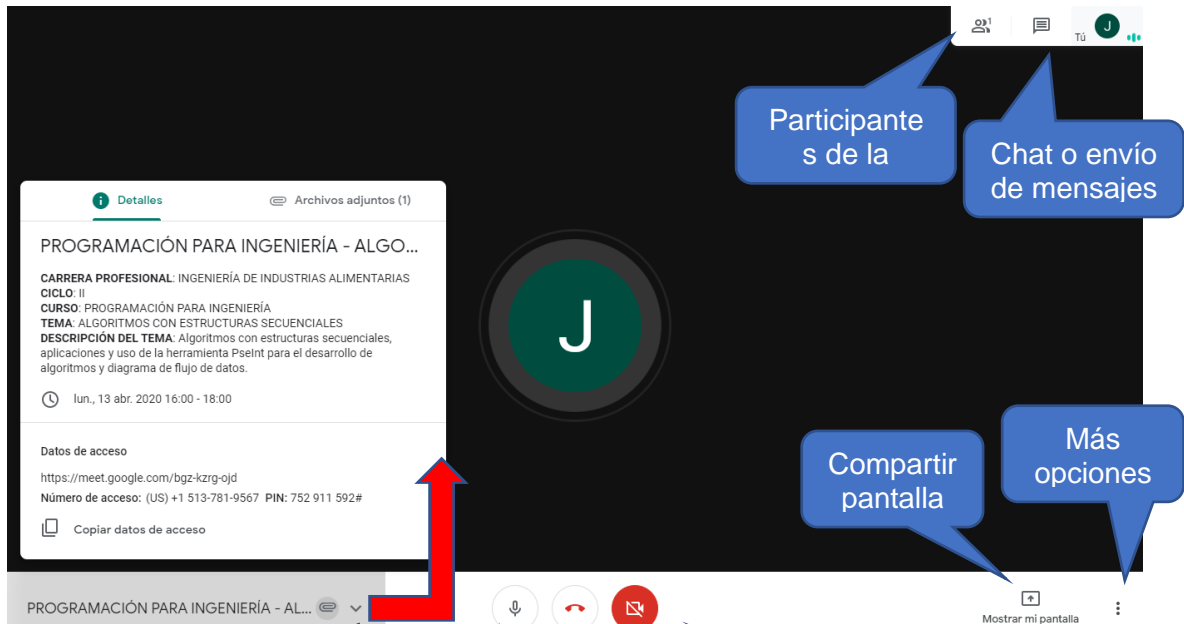 1
Tú
J
Participante
s de la
Chat o envío
de mensajes
Detalles
Archivos adjuntos (1)
PROGRAMACIÓN PARA INGENIERÍA - ALGO...
CARRERA PROFESIONAL: INGENIERÍA DE INDUSTRIAS ALIMENTARIAS
CICLO: II
CURSO: PROGRAMACIÓN PARA INGENIERÍA
TEMA: ALGORITMOS CON ESTRUCTURAS SECUENCIALES
DESCRIPCIÓN DEL TEMA: Algoritmos con estructuras secuenciales,
aplicaciones y uso de la herramienta PseInt para el desarrollo de
algoritmos y diagrama de flujo de datos.
lun., 13 abr. 2020 16:00 - 18:00
Datos de acceso
https://meet.google.com/bgz-kzrg-ojd
Número de acceso: (US) +1 513-781-9567 PIN: 752 911 592#
Copiar datos de acceso
J
Compartir
pantalla
Más
opciones
PROGRAMACIÓN PARA INGENIERÍA - AL...
Mostrar mi pantalla